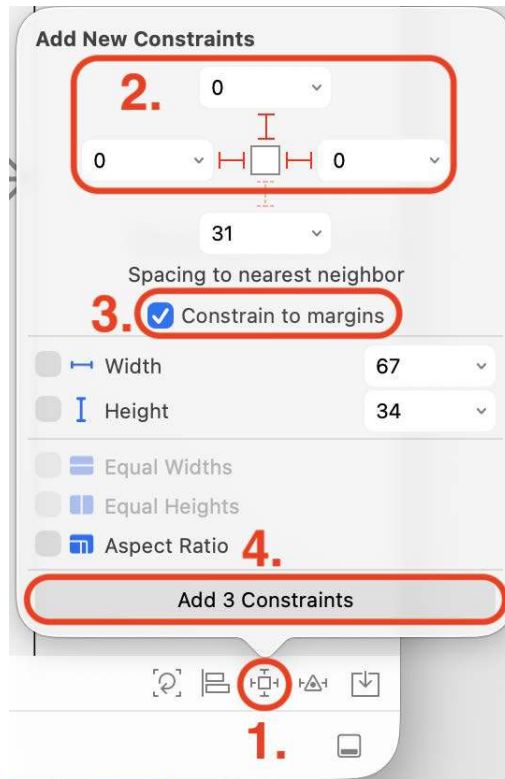 Add New Constraints
2.
0
0
0
31
Spacing to nearest neighbor
3.
Constrain to margins
Width
67
Height
34
Equal Widths
Equal Heights
Aspect Ratio
4.
Add 3 Constraints
1.